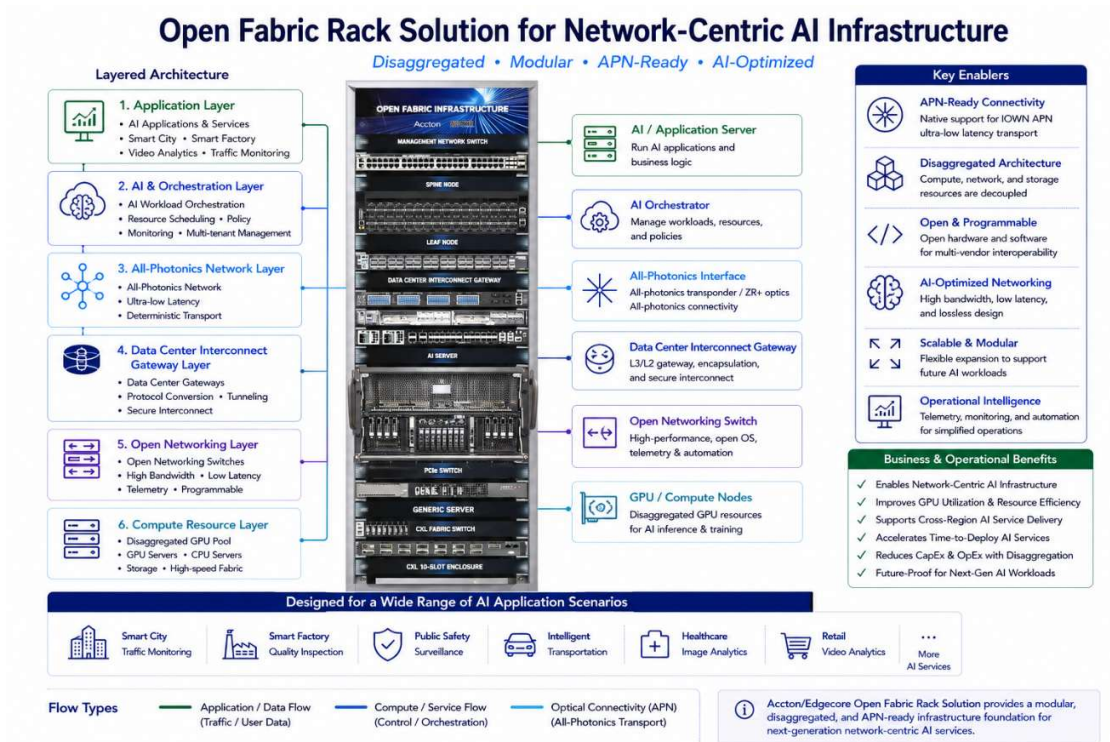 Open Fabric Rack Solution for Network-Centric AI Infrastructure
Disaggregated • Modular • APN-Ready • AI-Optimized
Layered Architecture
1. Application Layer
• AI Applications & Services
• Smart City • Smart Factory
• Video Analytics • Traffic Monitoring
2. AI & Orchestration Layer
• AI Workload Orchestration
• Resource Scheduling • Policy
• Monitoring • Multi-tenant Management
3. All-Photonics Network Layer
• All-Photonics Network
• Ultra-low Latency
• Deterministic Transport
4. Data Center Interconnect
Gateway Layer
• Data Center Gateways
• Protocol Conversion • Tunneling
• Secure Interconnect
5. Open Networking Layer
• Open Networking Switches
• High Bandwidth • Low Latency
• Telemetry • Programmable
6. Compute Resource Layer
• Disaggregated GPU Pool
• GPU Servers • CPU Servers
• Storage • High-speed Fabric
OPEN FABRIC INFRASTRUCTURE
Accton
MANAGEMENT NETWORK SWITCH
SPINE NODE
LEAF NODE
DATA CENTER INTERCONNECT GATEWAY
AI SERVER
PCIe SWITCH
GENERIC SERVER
CXL FABRIC SWITCH
CXL 10-SLOT ENCLOSURE
AI / Application Server
Run AI applications and
business logic
AI Orchestrator
Manage workloads, resources,
and policies
All-Photonics Interface
All-photonics transponder / ZR+ optics
All-photonics connectivity
Data Center Interconnect Gateway
L3/L2 gateway, encapsulation,
and secure interconnect
Open Networking Switch
High-performance, open OS,
telemetry & automation
GPU / Compute Nodes
Disaggregated GPU resources
for AI inference & training
Key Enablers
APN-Ready Connectivity
Native support for IOWN APN
ultra-low latency transport
Disaggregated Architecture
Compute, network, and storage
resources are decoupled
Open & Programmable
Open hardware and software
for multi-vendor interoperability
AI-Optimized Networking
High bandwidth, low latency,
and lossless design
Scalable & Modular
Flexible expansion to support
future AI workloads
Operational Intelligence
Telemetry, monitoring, and automation
for simplified operations
Business & Operational Benefits
✓ Enables Network-Centric AI Infrastructure
✓ Improves GPU Utilization & Resource Efficiency
✓ Supports Cross-Region AI Service Delivery
✓ Accelerates Time-to-Deploy AI Services
✓ Reduces CapEx & OpEx with Disaggregation
✓ Future-Proof for Next-Gen AI Workloads
Designed for a Wide Range of AI Application Scenarios
Smart City
Traffic Monitoring
Smart Factory
Quality Inspection
Public Safety
Surveillance
Intelligent
Transportation
Healthcare
Image Analytics
Retail
Video Analytics
...
More
AI Services
Flow Types
Application / Data Flow
(Traffic / User Data)
Compute / Service Flow
(Control / Orchestration)
Optical Connectivity (APN)
(All-Photonics Transport)
Accton/Edgecore Open Fabric Rack Solution provides a modular,
disaggregated, and APN-ready infrastructure foundation for
next-generation network-centric AI services.